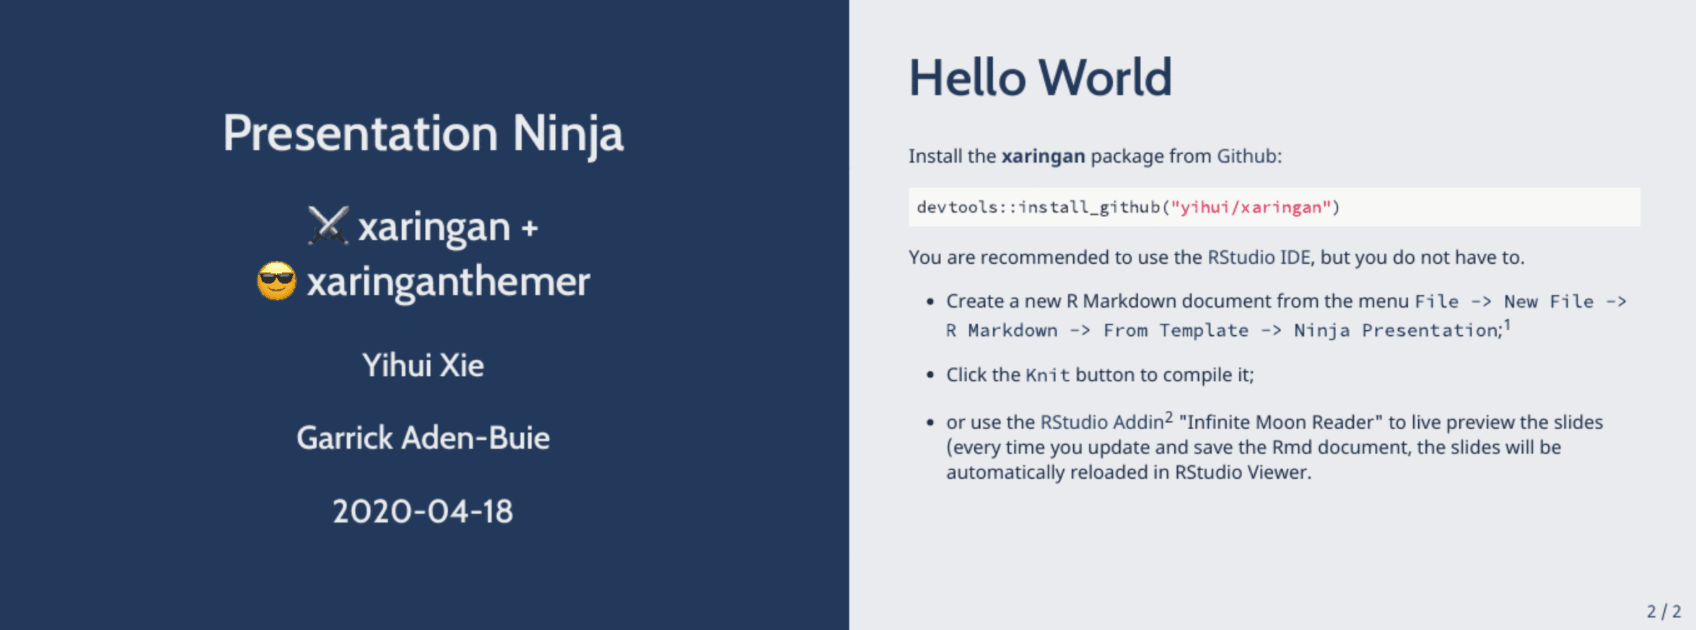 Presentation Ninja
⚔️ xaringan +
😎 xaringanthemer
Yihui Xie
Garrick Aden-Buie
2020-04-18
Hello World
Install the xaringan package from Github:
devtools::install_github("yihui/xaringan")
You are recommended to use the RStudio IDE, but you do not have to.
• Create a new R Markdown document from the menu File -> New File ->
R Markdown -> From Template -> Ninja Presentation;1
• Click the Knit button to compile it;
• or use the RStudio Addin2 "Infinite Moon Reader" to live preview the slides
(every time you update and save the Rmd document, the slides will be
automatically reloaded in RStudio Viewer.
2 / 2